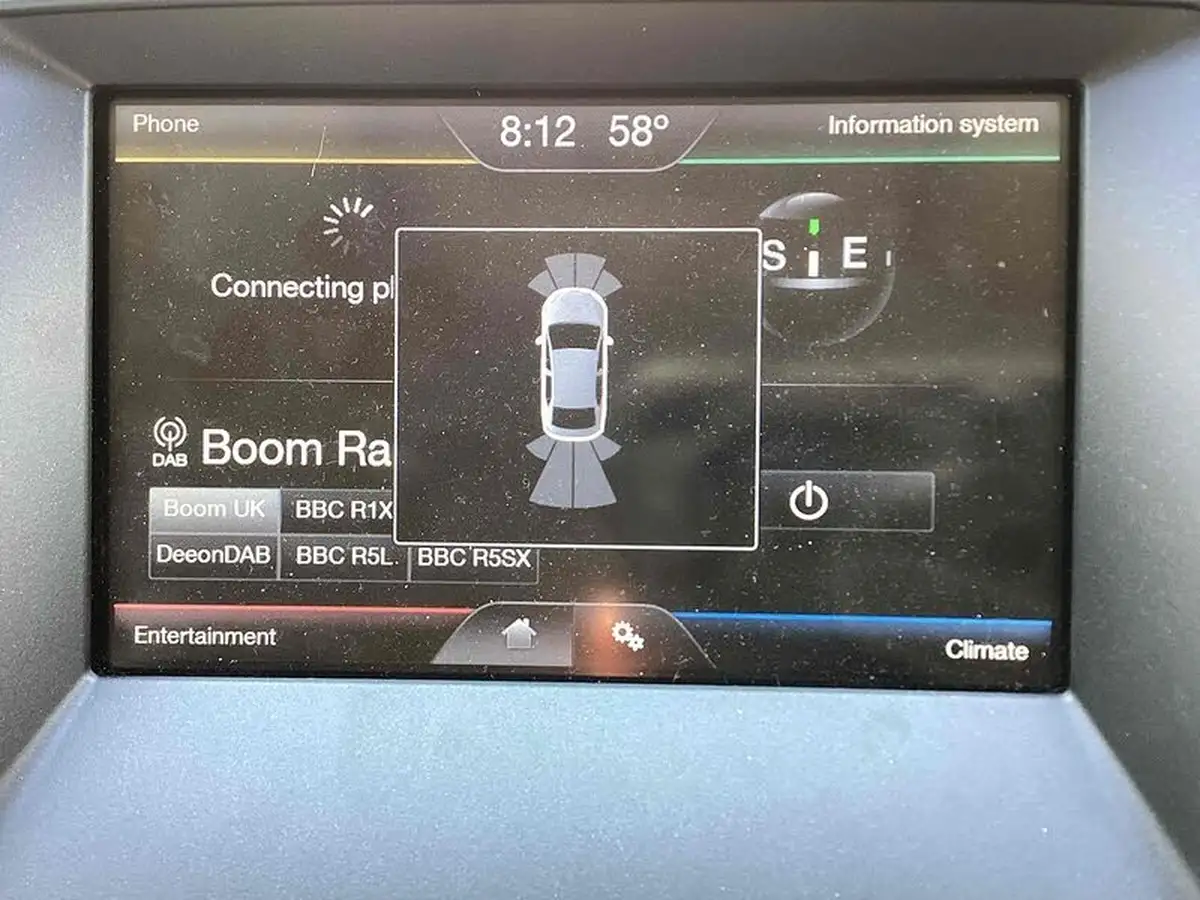 Phone
8:12 58°
Information system
Connecting pl
S E
DAB
Boom Ra
Boom UK BBC R1X
DeeonDAB BBC R5L BBC R5SX
Entertainment
Climate